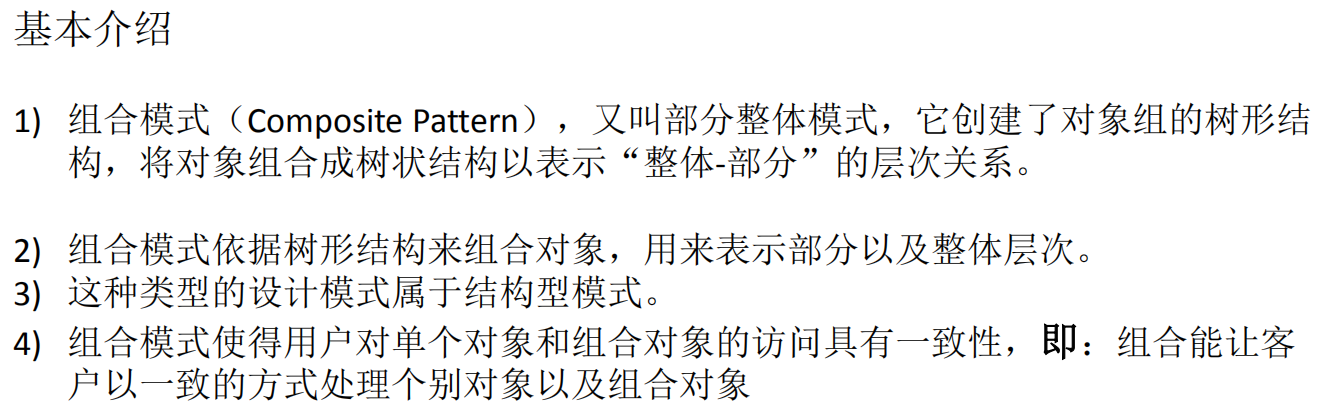 基本介绍
1) 组合模式（Composite Pattern），又叫部分整体模式，它创建了对象组的树形结
构，将对象组合成树状结构以表示“整体-部分”的层次关系。
2) 组合模式依据树形结构来组合对象，用来表示部分以及整体层次。
3) 这种类型的设计模式属于结构型模式。
4) 组合模式使得用户对单个对象和组合对象的访问具有一致性，即：组合能让客
户以一致的方式处理个别对象以及组合对象